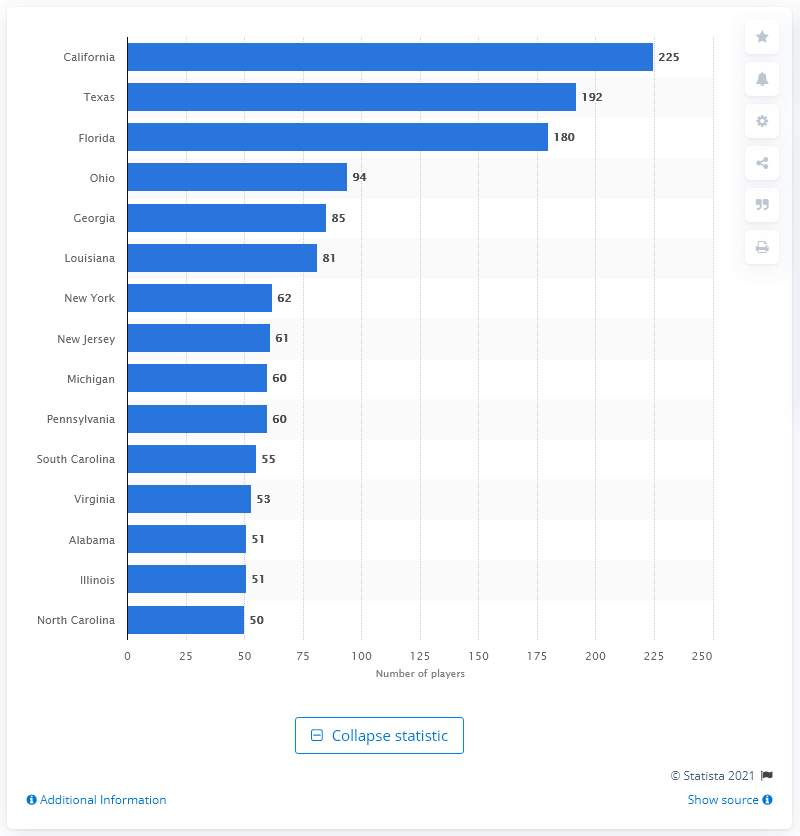 California 225
Texas 192
Florida 180
Ohio 94
Georgia 85
Louisiana 81
New York 62
New Jersey 61
Michigan 60
Pennsylvania 60
South Carolina 55
Virginia 53
Alabama 51
Illinois 51
North Carolina 50
0 25 50 75 100 125 150 175 200 225 250
Number of players
Collapse statistic
© Statista 2021
Additional Information Show source